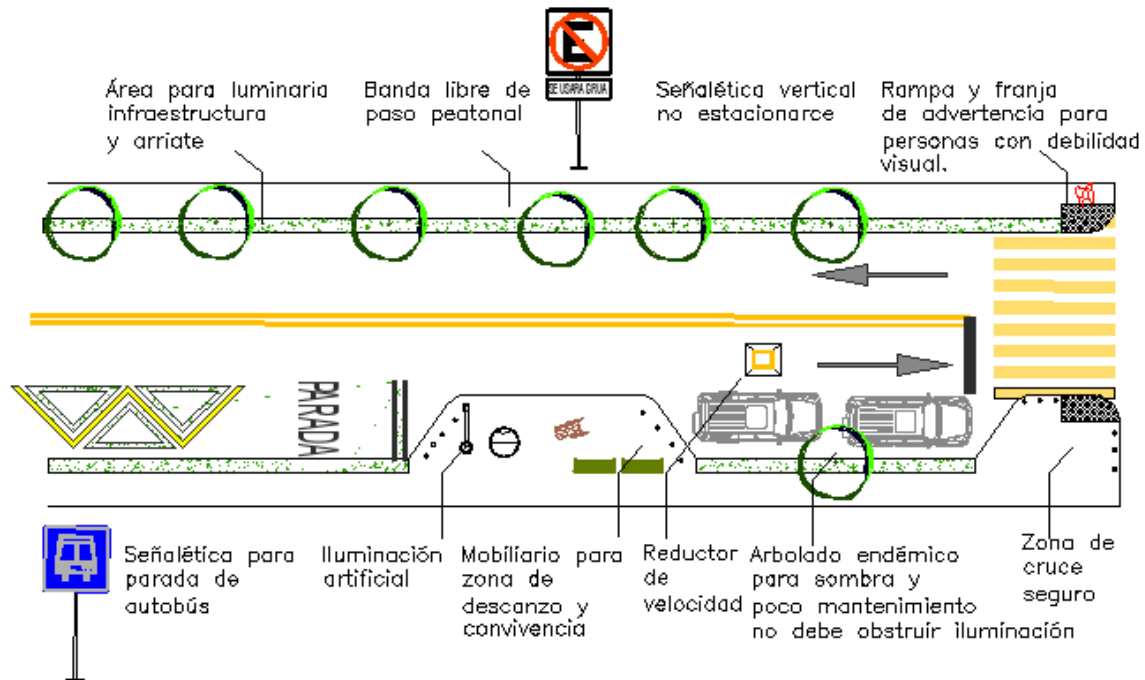 E
SE USARA GRUA
Área para luminaria
infraestructura
y arriate
Banda libre de
paso peatonal
Señalética vertical
no estacionarce
Rampa y franja
de advertencía para
personas con debilidad
visual.
PARADA
Señalética para
parada de
autobús
Iluminación
artificial
Mobiliario para
zona de
descanzo y
convivencia
Reductor
de
velocidad
Arbolado endémico
para sombra y
poco mantenimiento
no debe obstruir iluminación
Zona de
cruce
seguro